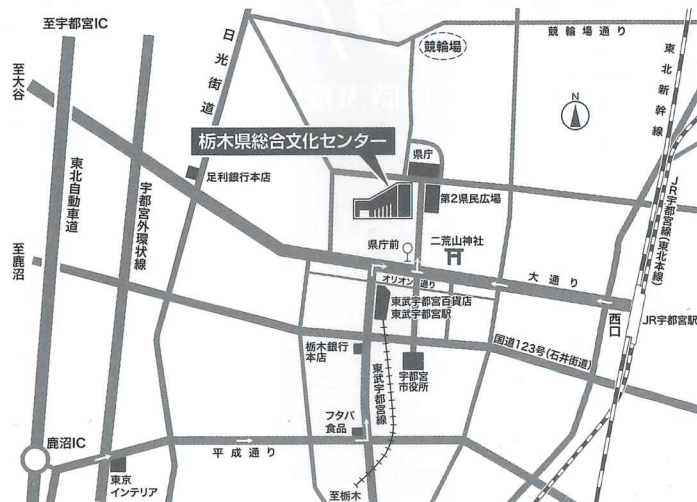 至宇都宮IC
至大谷
日光街道
競輪場
競輪場通り
東北新幹線
N
栃木県総合文化センター
県庁
足利銀行本店
第2県民広場
東北自動車道
宇都宮外環状線
JR宇都宮線(東北本線)
至鹿沼
県庁前
二荒山神社
大通り
オリオン通り
東武宇都宮百貨店
東武宇都宮駅
西口
JR宇都宮駅
栃木銀行
本店
国道123号(石井街道)
東武宇都宮線
宇都宮
市役所
フタバ
食品
鹿沼IC
平成通り
東京
インテリア
至栃木